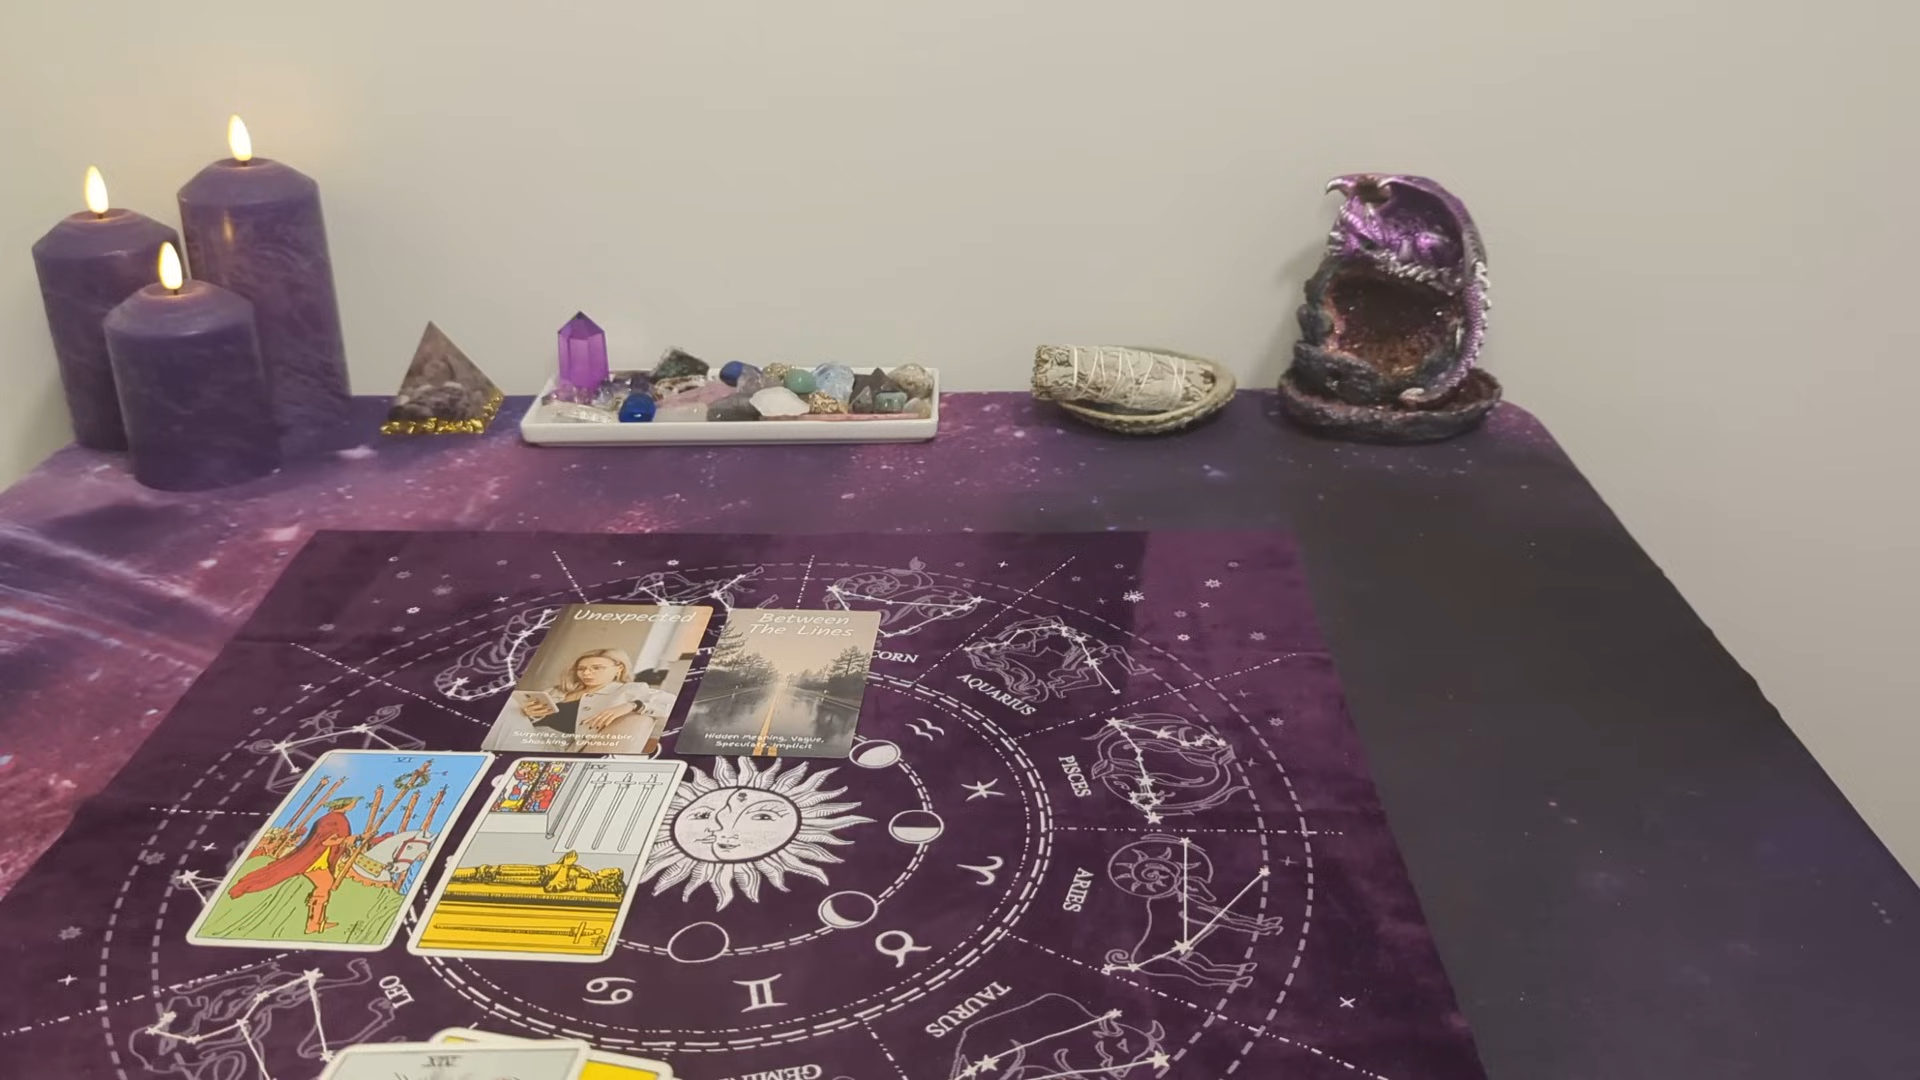 Unexpected
Surprise, Unpredictable,
Shocking, Unusual
Between
The Lines
Hidden Meaning, Vague,
Speculate, Implicit
CORN
AQUARIUS
PISCES
ARIES
TAURUS
GEMI
LEO
VI
IV